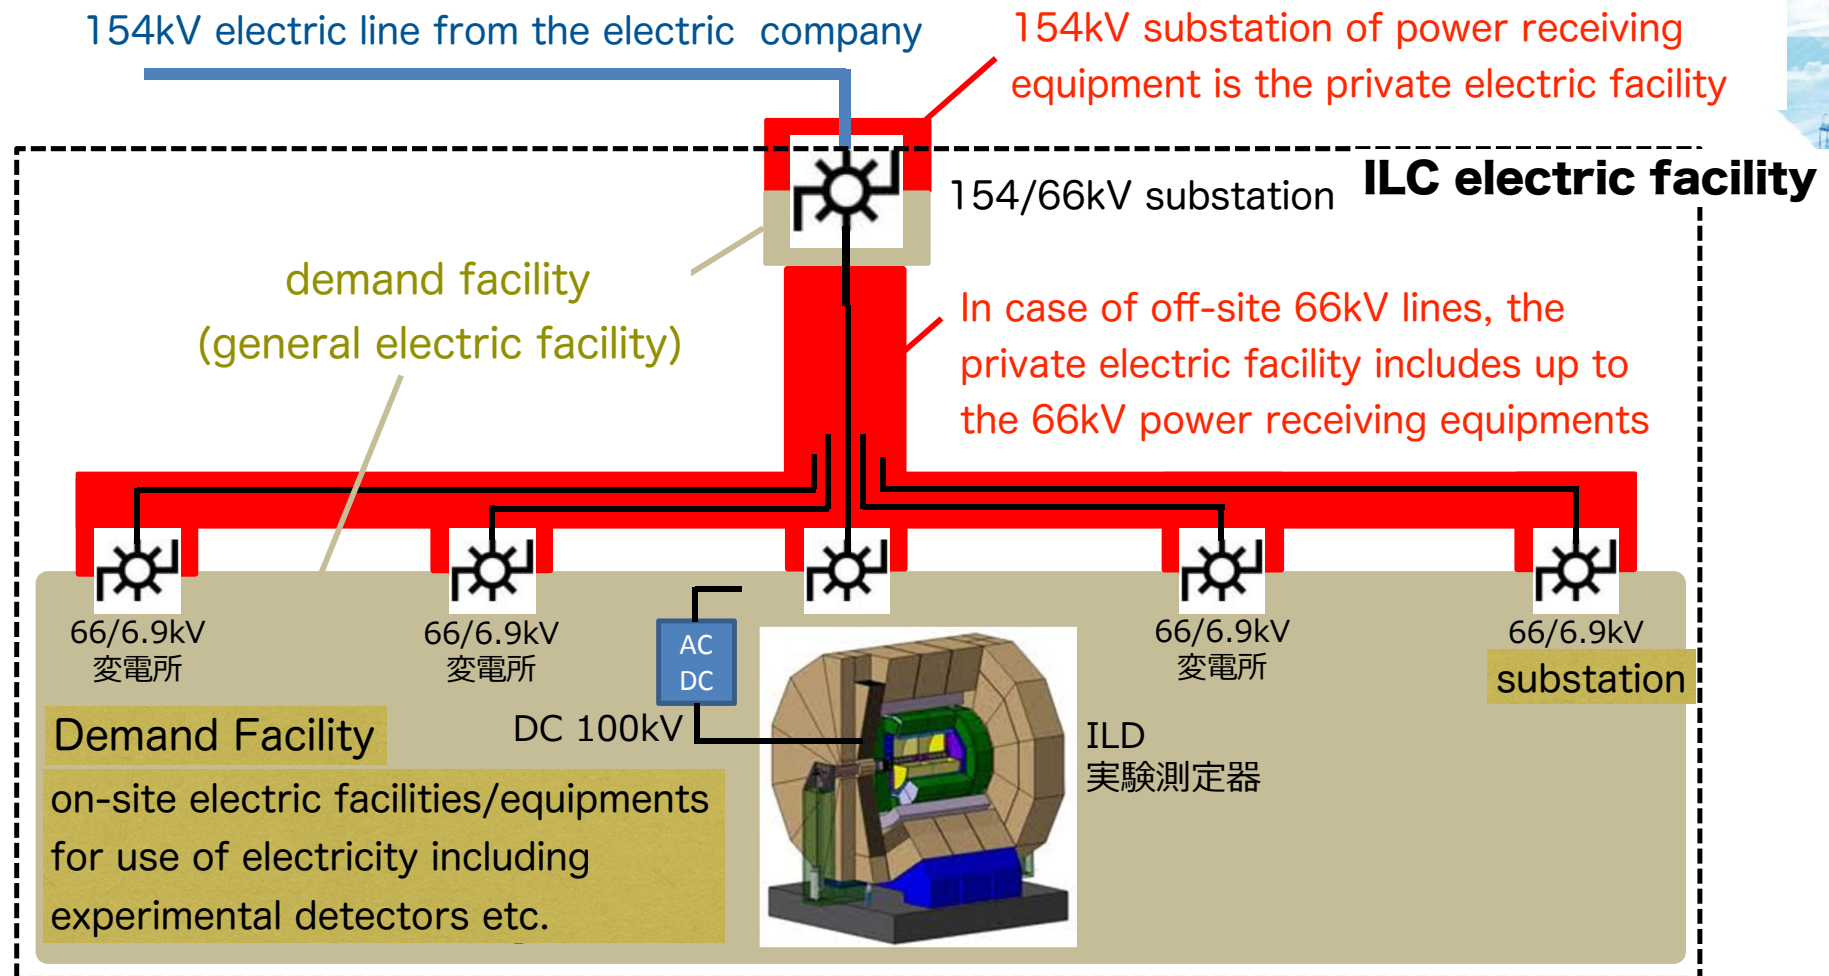 154kV electric line from the electric company
154kV substation of power receiving
equipment is the private electric facility
ILC electric facility
154/66kV substation
demand facility
(general electric facility)
In case of off-site 66kV lines, the
private electric facility includes up to
the 66kV power receiving equipments
66/6.9kV
変電所
66/6.9kV
変電所
AC
DC
66/6.9kV
変電所
66/6.9kV
substation
Demand Facility
DC 100kV
ILD
実験測定器
on-site electric facilities/equipments
for use of electricity including
experimental detectors etc.